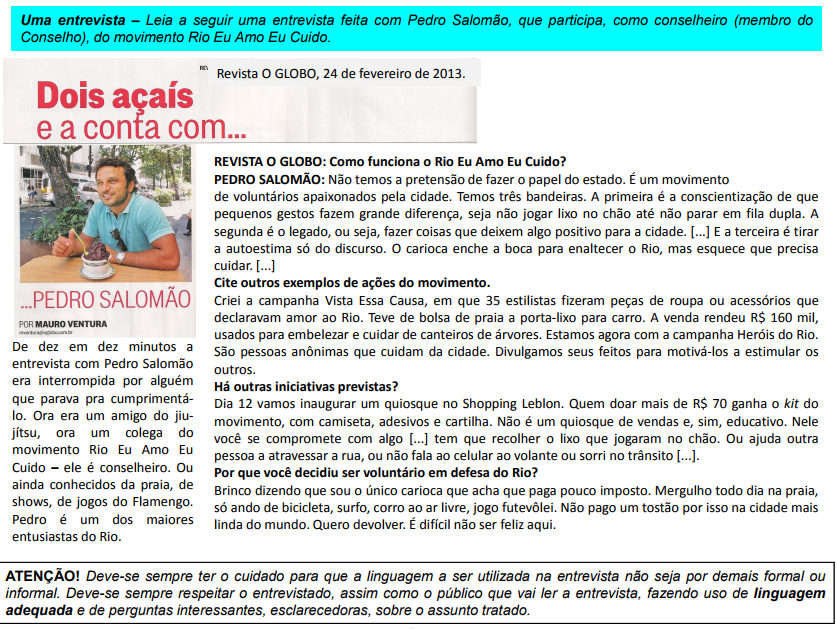 Uma entrevista – Leia a seguir uma entrevista feita com Pedro Salomão, que participa, como conselheiro (membro do
Conselho), do movimento Rio Eu Amo Eu Cuido.
Revista O GLOBO, 24 de fevereiro de 2013.
Dois açaís
e a conta com...
...PEDRO SALOMÃO
POR MAURO VENTURA
mventura@oglobo.com.br
De dez em dez minutos a
entrevista com Pedro Salomão
era interrompida por alguém
que parava pra cumprimentá-
lo. Ora era um amigo do jiu-
jítsu, ora um colega do
movimento Rio Eu Amo Eu
Cuido – ele é conselheiro. Ou
ainda conhecidos da praia, de
shows, de jogos do Flamengo.
Pedro é um dos maiores
entusiastas do Rio.
REVISTA O GLOBO: Como funciona o Rio Eu Amo Eu Cuido?
PEDRO SALOMÃO: Não temos a pretensão de fazer o papel do estado. É um movimento
de voluntários apaixonados pela cidade. Temos três bandeiras. A primeira é a conscientização de que
pequenos gestos fazem grande diferença, seja não jogar lixo no chão até não parar em fila dupla. A
segunda é o legado, ou seja, fazer coisas que deixem algo positivo para a cidade. [...] E a terceira é tirar
a autoestima só do discurso. O carioca enche a boca para enaltecer o Rio, mas esquece que precisa
cuidar. [...]
Cite outros exemplos de ações do movimento.
Criei a campanha Vista Essa Causa, em que 35 estilistas fizeram peças de roupa ou acessórios que
declaravam amor ao Rio. Teve de bolsa de praia a porta-lixo para carro. A venda rendeu R$ 160 mil,
usados para embelezar e cuidar de canteiros de árvores. Estamos agora com a campanha Heróis do Rio.
São pessoas anônimas que cuidam da cidade. Divulgamos seus feitos para motivá-los a estimular os
outros.
Há outras iniciativas previstas?
Dia 12 vamos inaugurar um quiosque no Shopping Leblon. Quem doar mais de R$ 70 ganha o kit do
movimento, com camiseta, adesivos e cartilha. Não é um quiosque de vendas e, sim, educativo. Nele
você se compromete com algo [...] tem que recolher o lixo que jogaram no chão. Ou ajuda outra
pessoa a atravessar a rua, ou não fala ao celular ao volante ou sorri no trânsito [...].
Por que você decidiu ser voluntário em defesa do Rio?
Brinco dizendo que sou o único carioca que acha que paga pouco imposto. Mergulho todo dia na praia,
só ando de bicicleta, surfo, corro ao ar livre, jogo futevôlei. Não pago um tostão por isso na cidade mais
linda do mundo. Quero devolver. É difícil não ser feliz aqui.
ATENÇÃO! Deve-se sempre ter o cuidado para que a linguagem a ser utilizada na entrevista não seja por demais formal ou
informal. Deve-se sempre respeitar o entrevistado, assim como o público que vai ler a entrevista, fazendo uso de linguagem
adequada e de perguntas interessantes, esclarecedoras, sobre o assunto tratado.